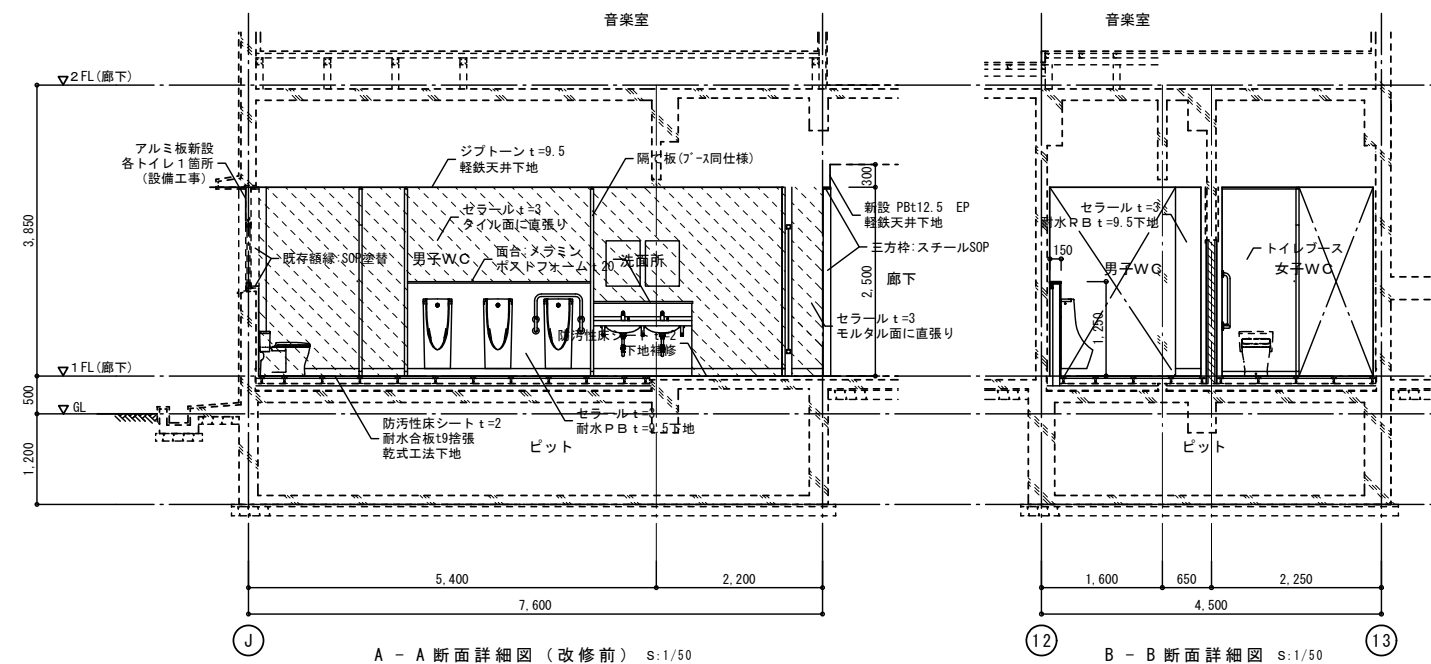 音楽室
音楽室
2FL(廊下)
アルミ板新設
各トイレ1箇所
(設備工事)
ジプトーン t=9.5
軽鉄天井下地
隔て板(ブース同仕様)
300
新設 PBt12.5 EP
軽鉄天井下地
三方枠:スチールSOP
セラール t=3
タイル面に直張り
既存額縁:SOP塗替
男子WC
面台:メラミン
ポストフォーム t=20
洗面所
廊下
2,500
3,850
セラール t=3
モルタル面に直張り
防汚性床シート t=2
下地補修
セラール t=3
耐水PB t=9.5下地
150
男子WC
トイレブース
女子WC
1,250
1FL(廊下)
500
GL
1,200
防汚性床シート t=2
耐水合板t9捨張
乾式工法下地
セラール t=3
耐水PB t=9.5下地
ピット
ピット
5,400
2,200
7,600
1,600
650
2,250
4,500
J
12
13
A - A 断面詳細図 (改修前) S:1/50
B - B 断面詳細図 S:1/50